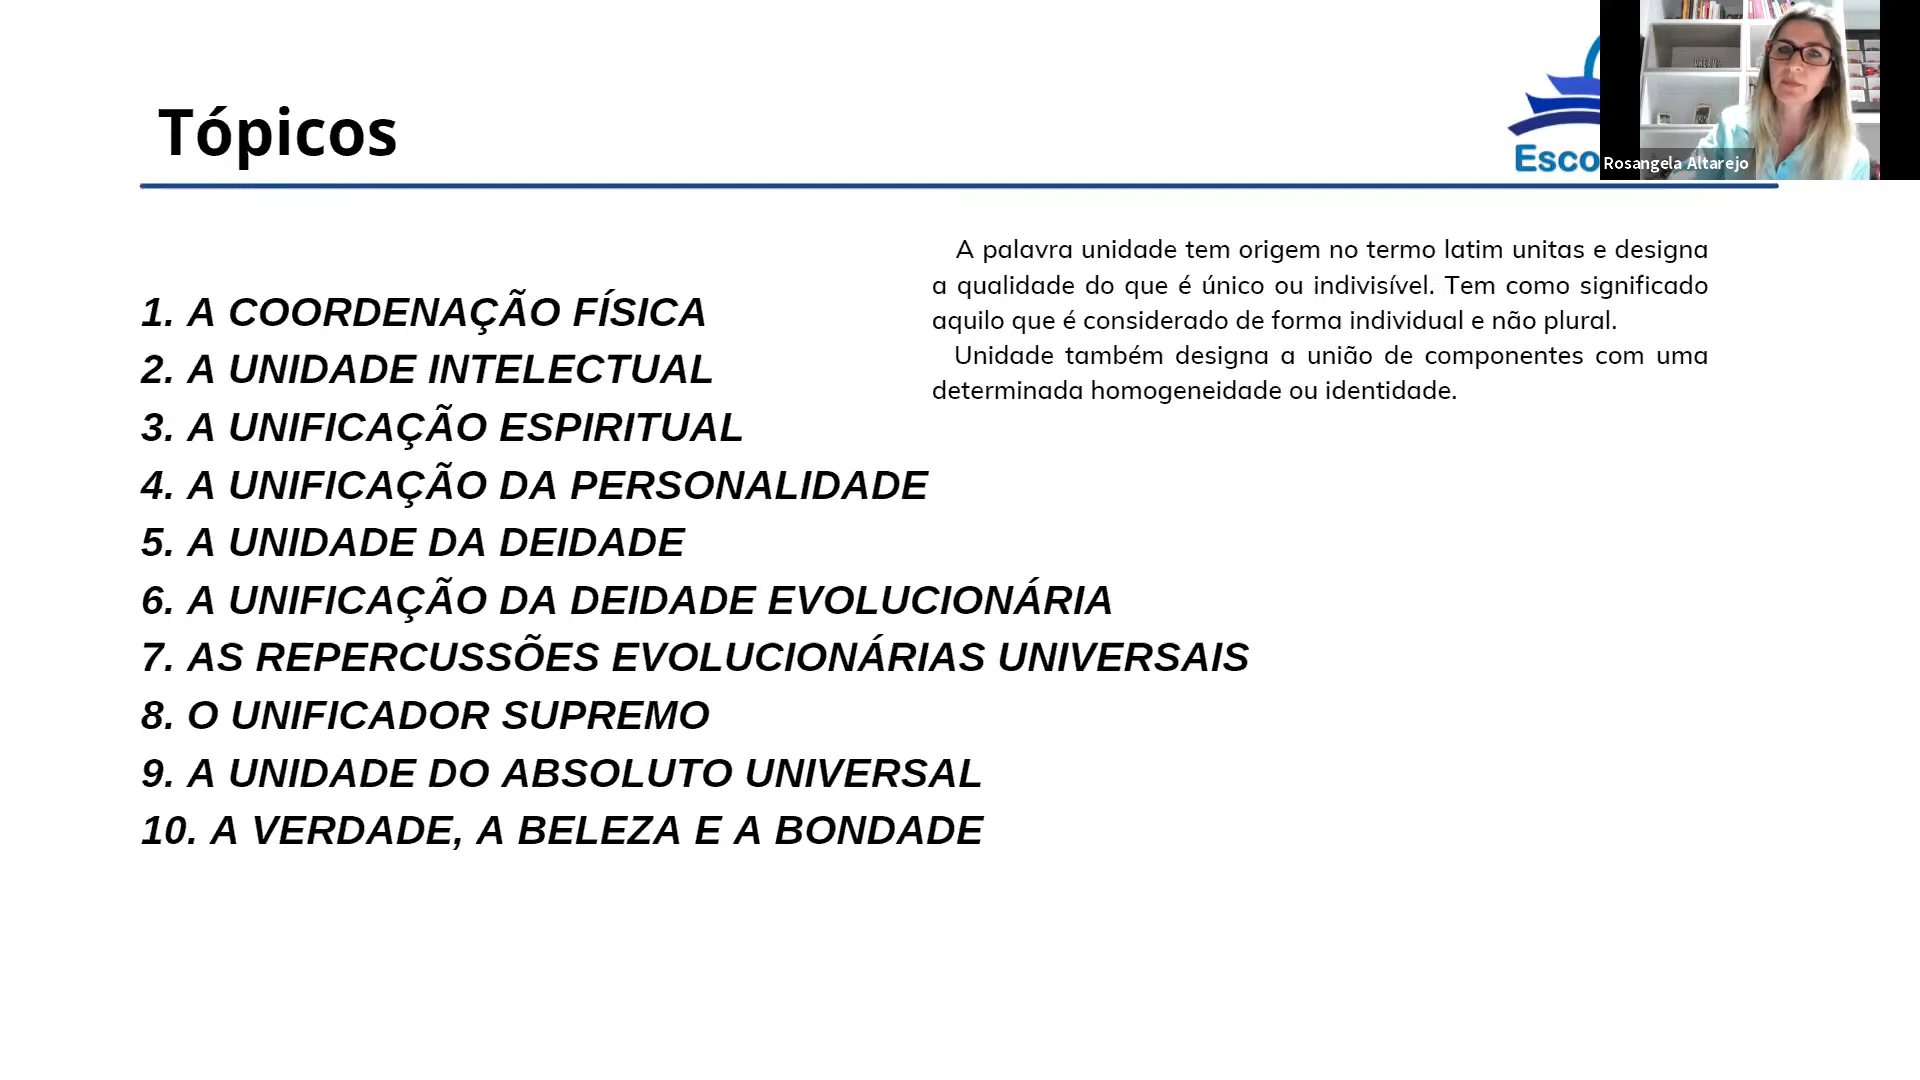 Tópicos
Esco
Rosangela Altarejo
A palavra unidade tem origem no termo latim unitas e designa
a qualidade do que é único ou indivisível. Tem como significado
aquilo que é considerado de forma individual e não plural.
Unidade também designa a união de componentes com uma
determinada homogeneidade ou identidade.
1. A COORDENAÇÃO FÍSICA
2. A UNIDADE INTELECTUAL
3. A UNIFICAÇÃO ESPIRITUAL
4. A UNIFICAÇÃO DA PERSONALIDADE
5. A UNIDADE DA DEIDADE
6. A UNIFICAÇÃO DA DEIDADE EVOLUCIONÁRIA
7. AS REPERCUSSÕES EVOLUCIONÁRIAS UNIVERSAIS
8. O UNIFICADOR SUPREMO
9. A UNIDADE DO ABSOLUTO UNIVERSAL
10. A VERDADE, A BELEZA E A BONDADE